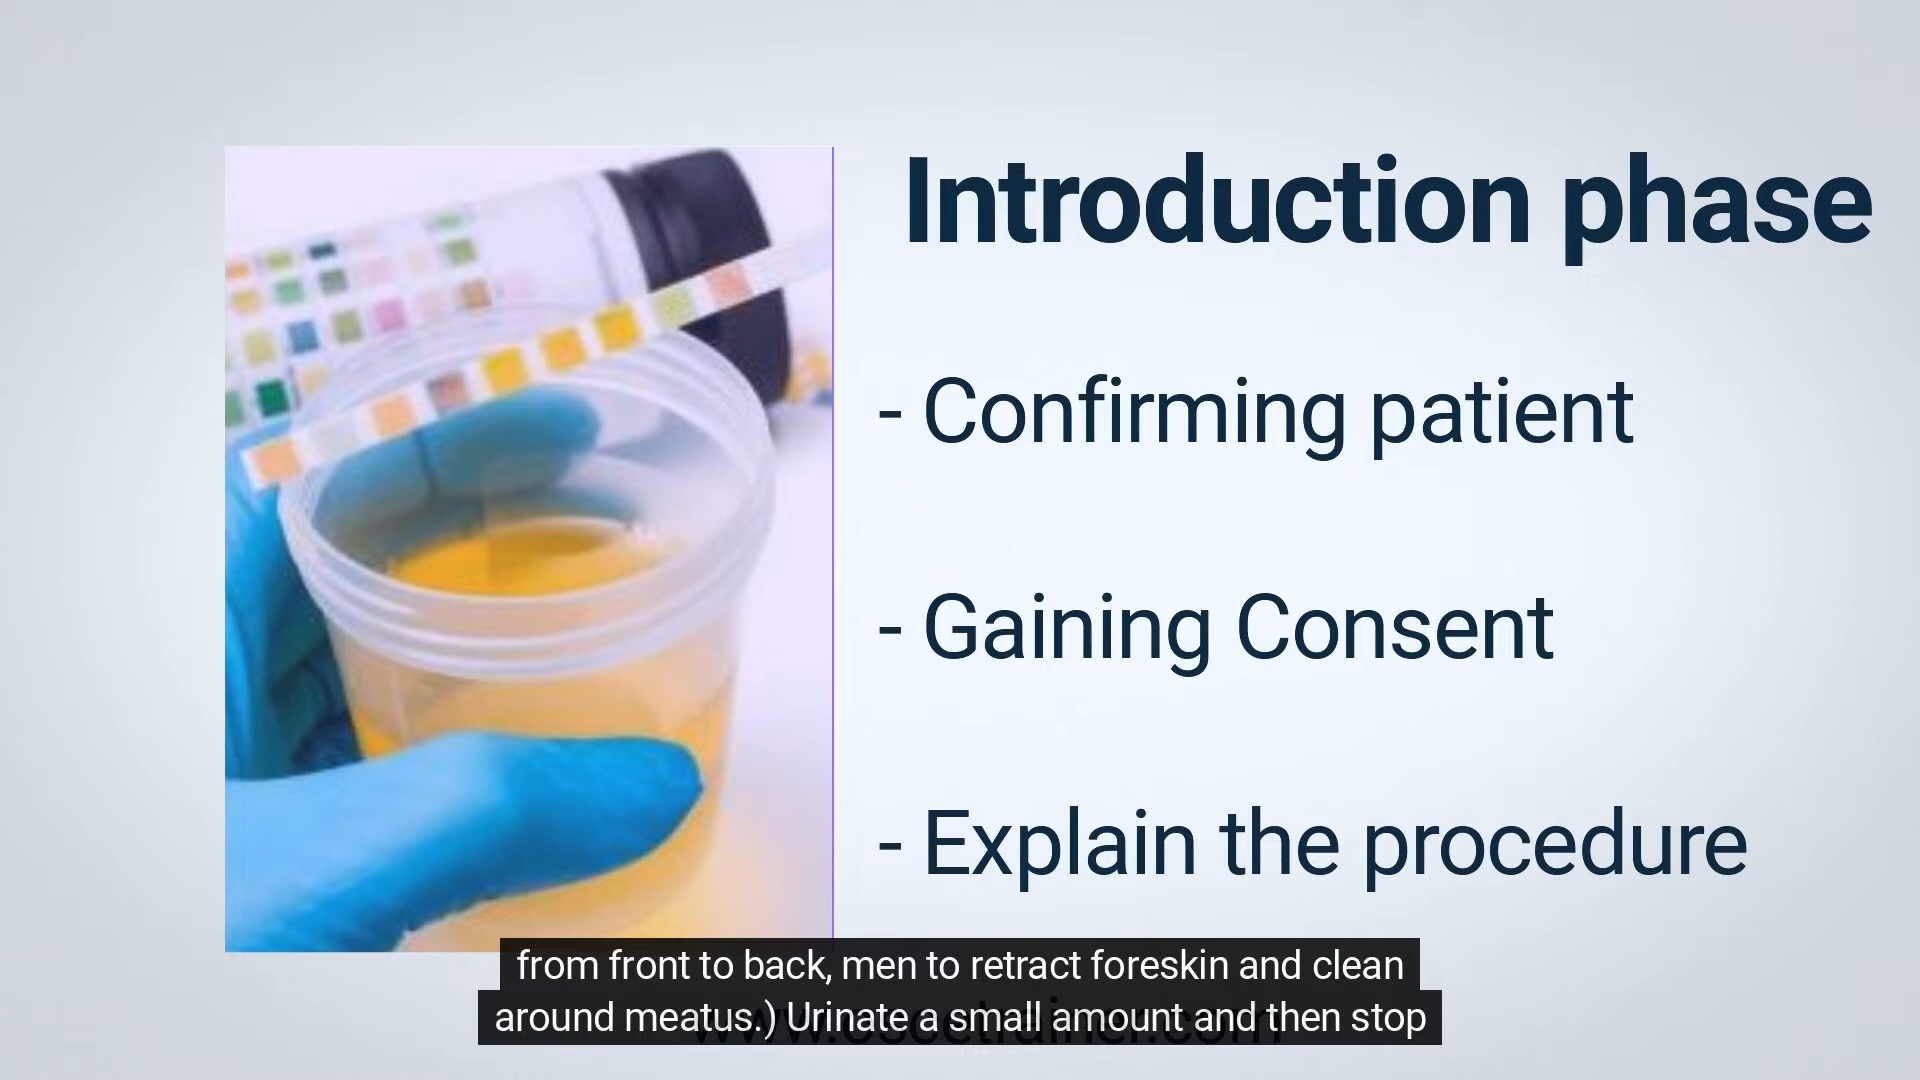 Introduction phase
- Confirming patient
- Gaining Consent
- Explain the procedure
from front to back, men to retract foreskin and clean
around meatus.) Urinate a small amount and then stop